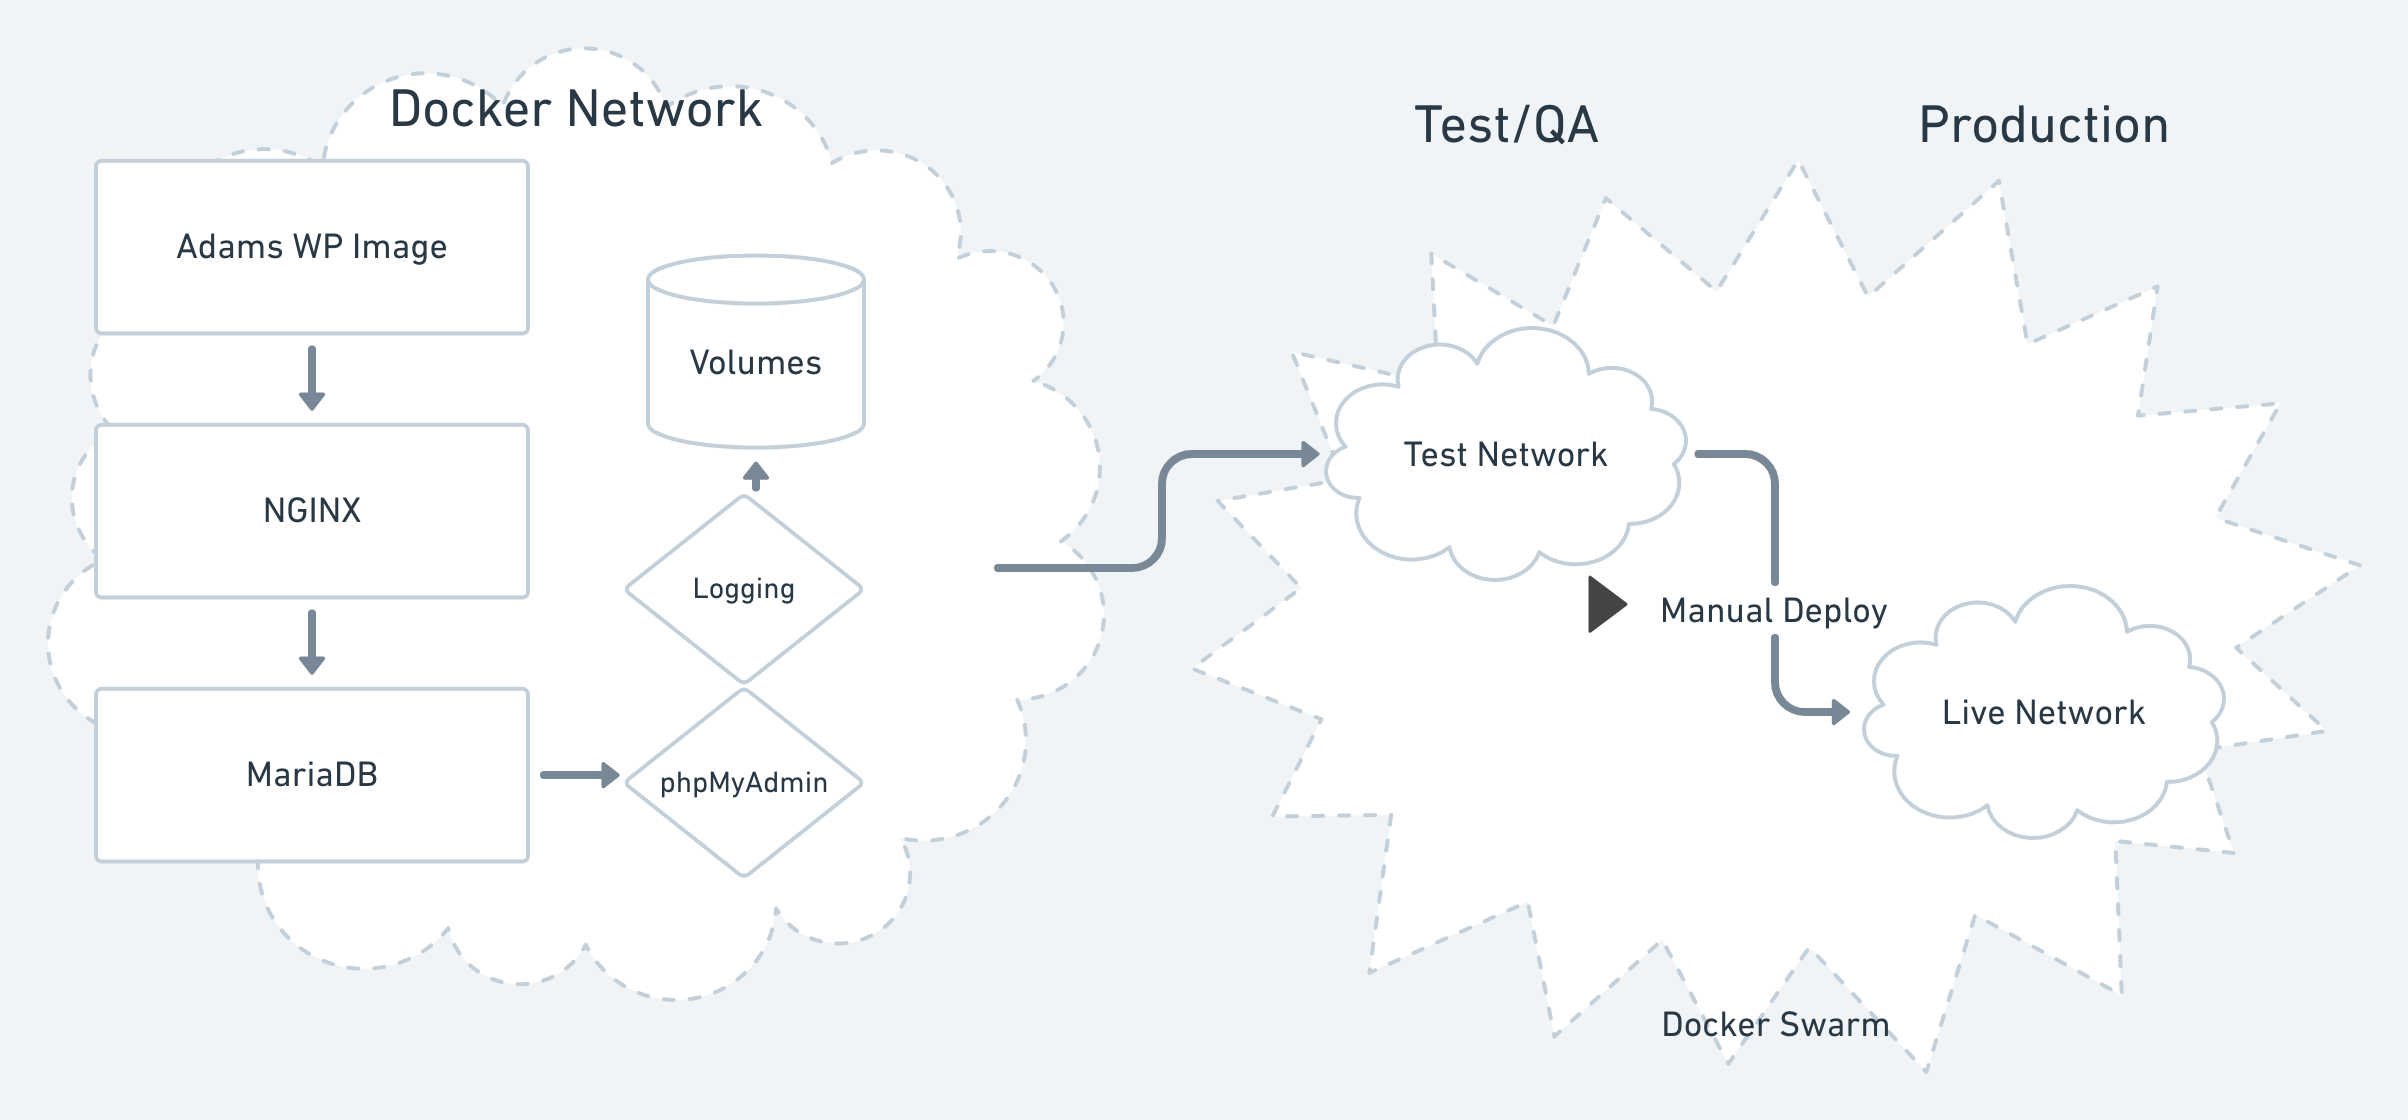 Docker Network
Adams WP Image
NGINX
MariaDB
Volumes
Logging
phpMyAdmin
Test/QA
Production
Test Network
Manual Deploy
Live Network
Docker Swarm